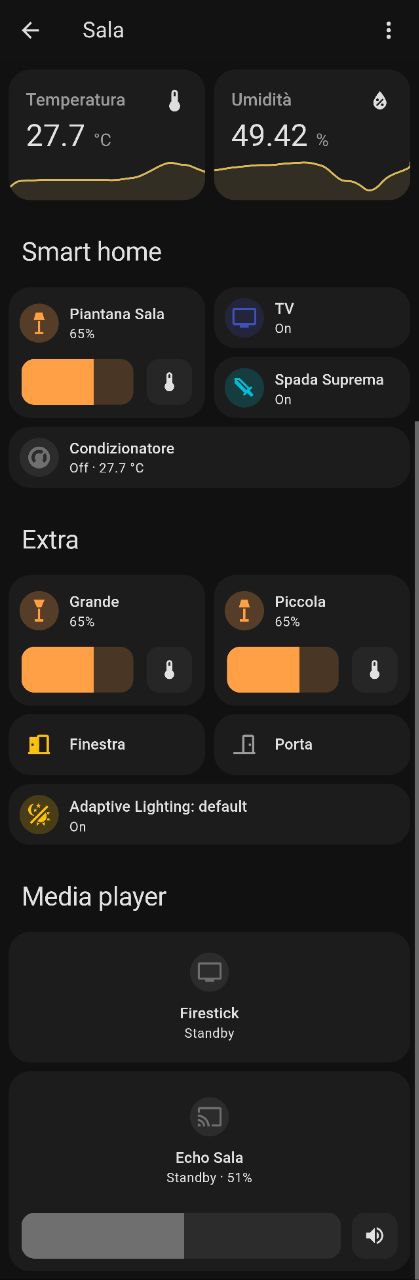 Sala
Temperatura
27.7 °C
Umidità
49.42 %
Smart home
Piantana Sala
65%
TV
On
Spada Suprema
On
Condizionatore
Off · 27.7 °C
Extra
Grande
65%
Piccola
65%
Finestra
Porta
Adaptive Lighting: default
On
Media player
Firestick
Standby
Echo Sala
Standby · 51%